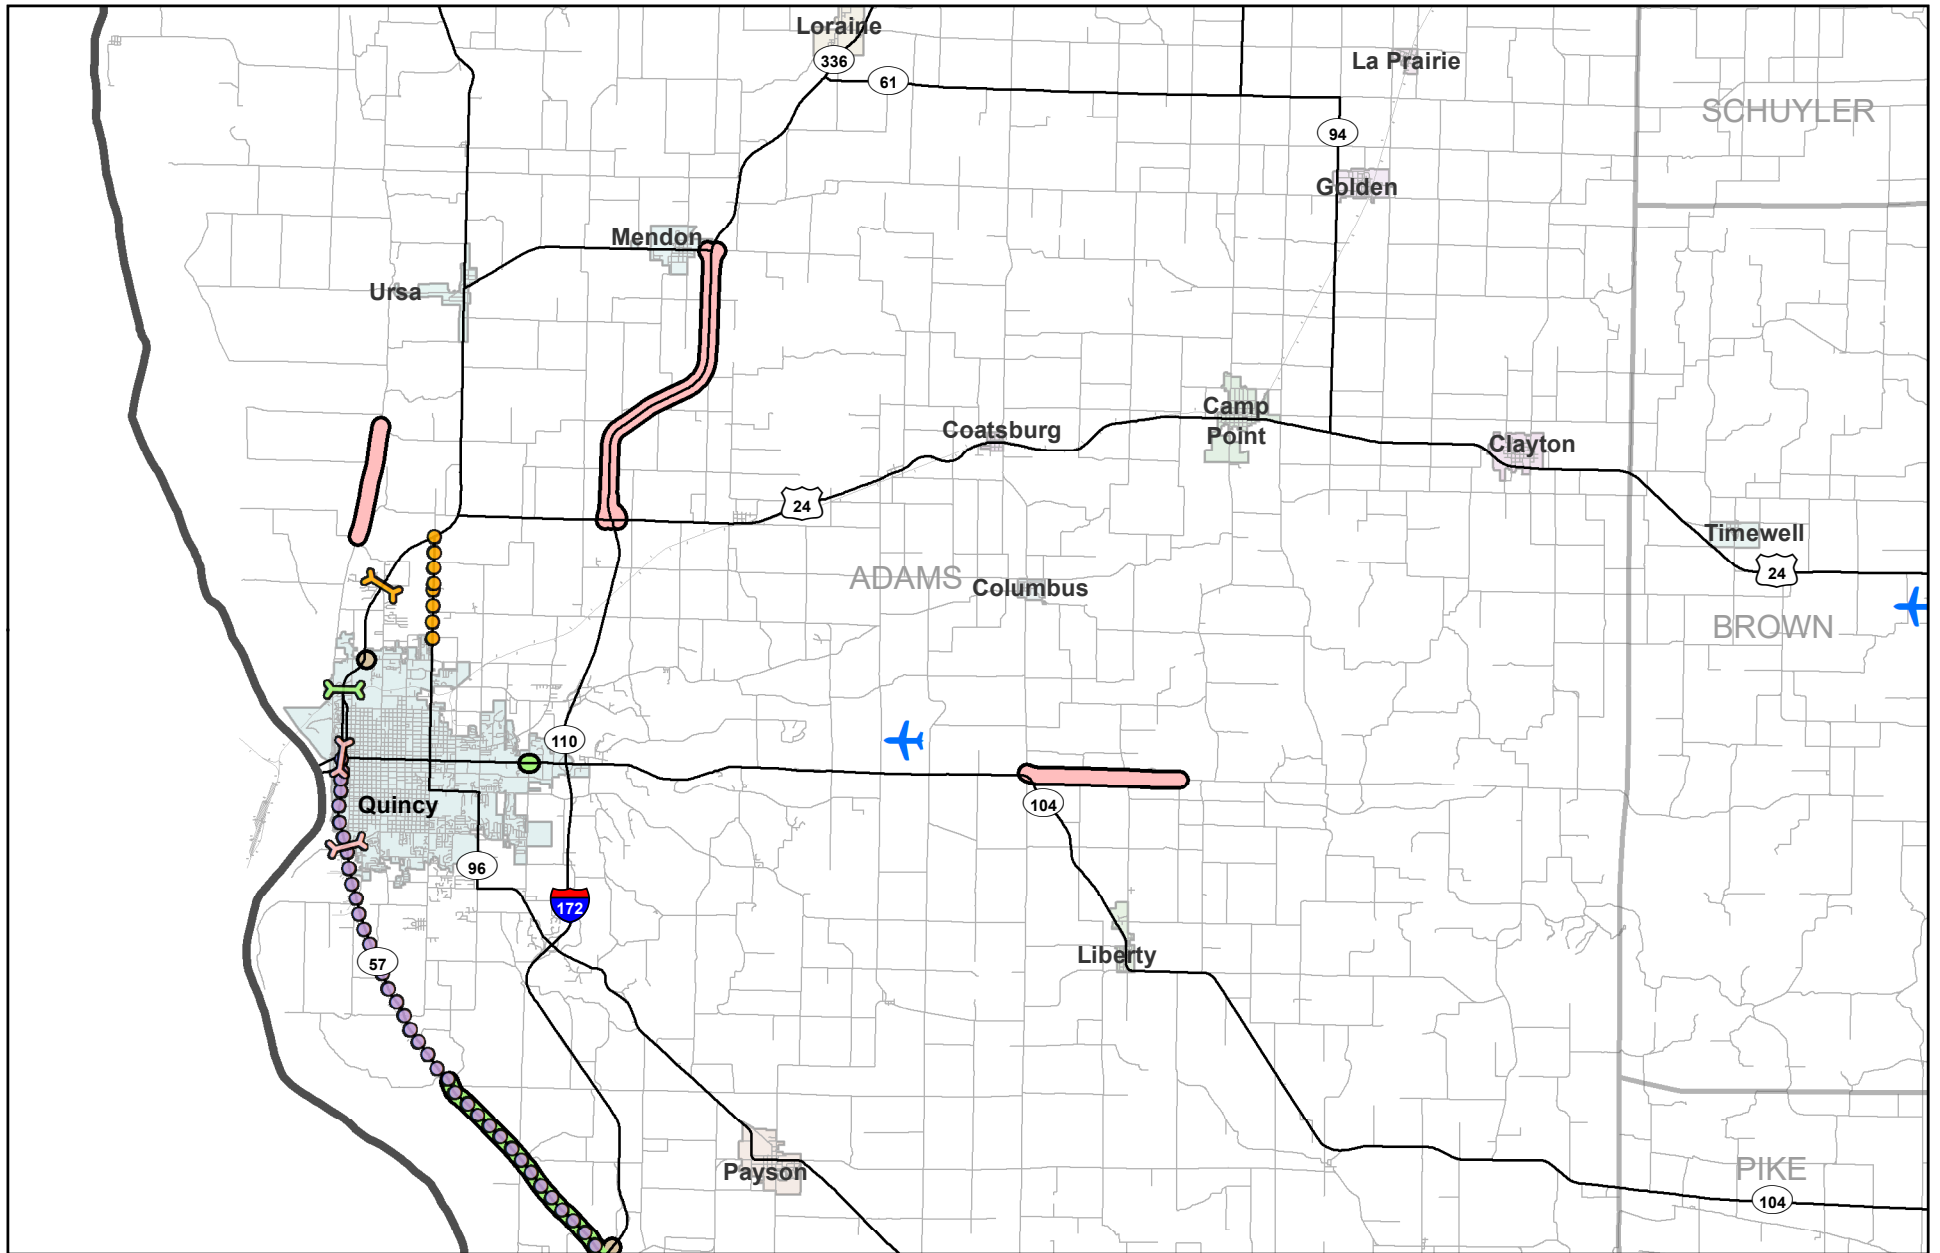 Loraine
336
61
La Prairie
SCHUYLER
94
Golden
Mendon
Ursa
Camp
Point
Coatsburg
Clayton
24
Timewell
24
ADAMS
Columbus
BROWN
110
Quincy
104
96
172
57
Liberty
Payson
PIKE
104